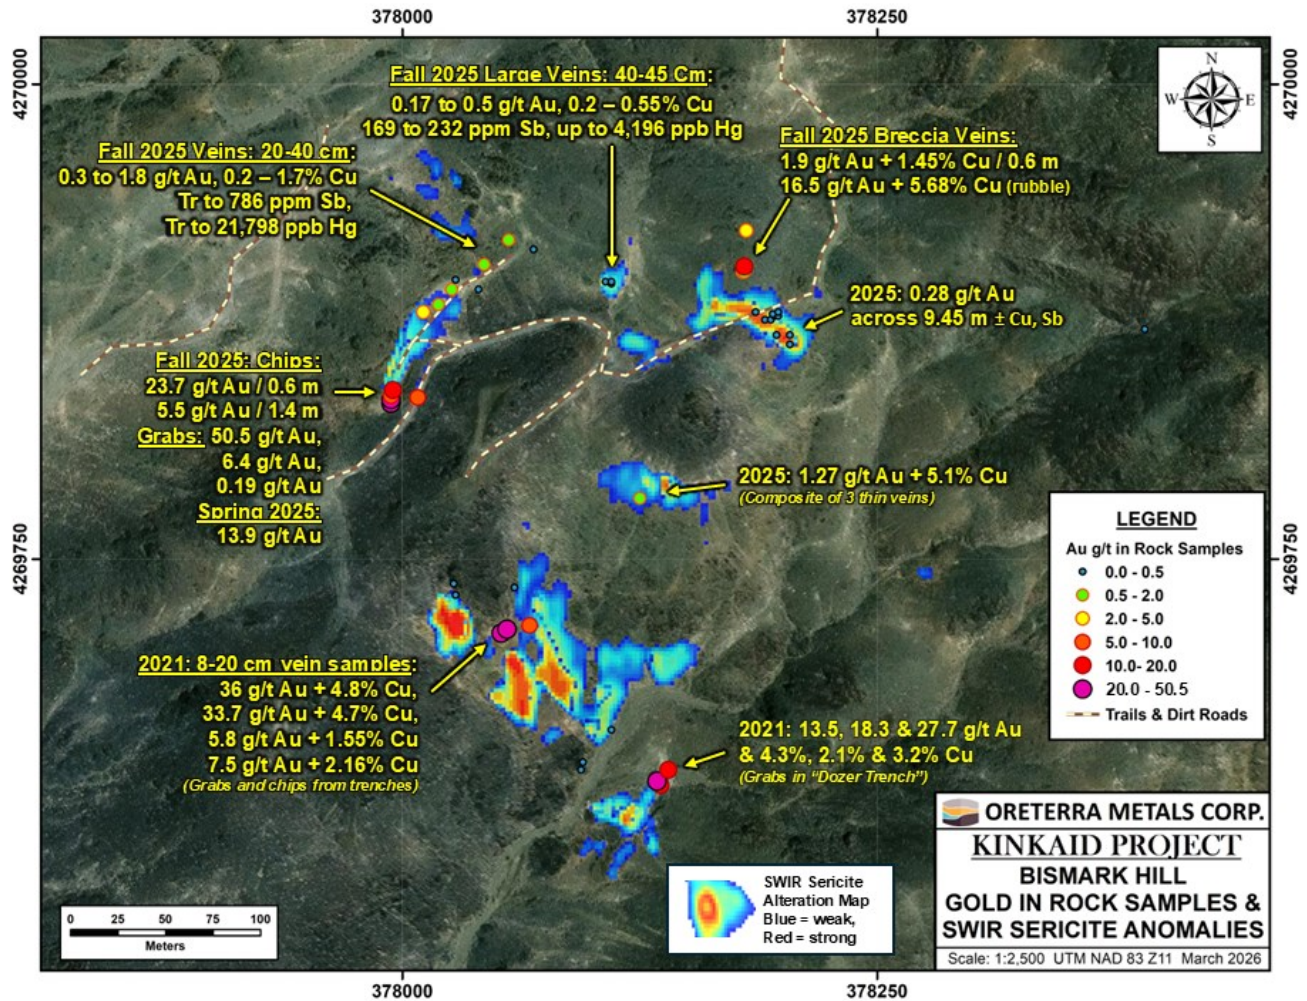 378000
378250
4270000
4270000
N
W
E
S
Fall 2025 Large Veins: 40-45 Cm:
0.17 to 0.5 g/t Au, 0.2 – 0.55% Cu
169 to 232 ppm Sb, up to 4,196 ppb Hg
Fall 2025 Breccia Veins:
1.9 g/t Au + 1.45% Cu / 0.6 m
16.5 g/t Au + 5.68% Cu (rubble)
Fall 2025 Veins: 20-40 cm:
0.3 to 1.8 g/t Au, 0.2 – 1.7% Cu
Tr to 786 ppm Sb,
Tr to 21,798 ppb Hg
2025: 0.28 g/t Au
across 9.45 m ± Cu, Sb
Fall 2025: Chips:
23.7 g/t Au / 0.6 m
5.5 g/t Au / 1.4 m
Grabs: 50.5 g/t Au,
6.4 g/t Au,
0.19 g/t Au
Spring 2025:
13.9 g/t Au
2025: 1.27 g/t Au + 5.1% Cu
(Composite of 3 thin veins)
4269750
4269750
LEGEND
Au g/t in Rock Samples
0.0 - 0.5
0.5 - 2.0
2.0 - 5.0
5.0 - 10.0
10.0- 20.0
20.0 - 50.5
Trails & Dirt Roads
2021: 8-20 cm vein samples:
36 g/t Au + 4.8% Cu,
33.7 g/t Au + 4.7% Cu,
5.8 g/t Au + 1.55% Cu
7.5 g/t Au + 2.16% Cu
(Grabs and chips from trenches)
2021: 13.5, 18.3 & 27.7 g/t Au
& 4.3%, 2.1% & 3.2% Cu
(Grabs in “Dozer Trench”)
SWIR Sericite
Alteration Map
Blue = weak,
Red = strong
0 25 50 75 100
Meters
ORETERRA METALS CORP.
KINKAID PROJECT
BISMARK HILL
GOLD IN ROCK SAMPLES &
SWIR SERICITE ANOMALIES
Scale: 1:2,500 UTM NAD 83 Z11 March 2026
378000
378250